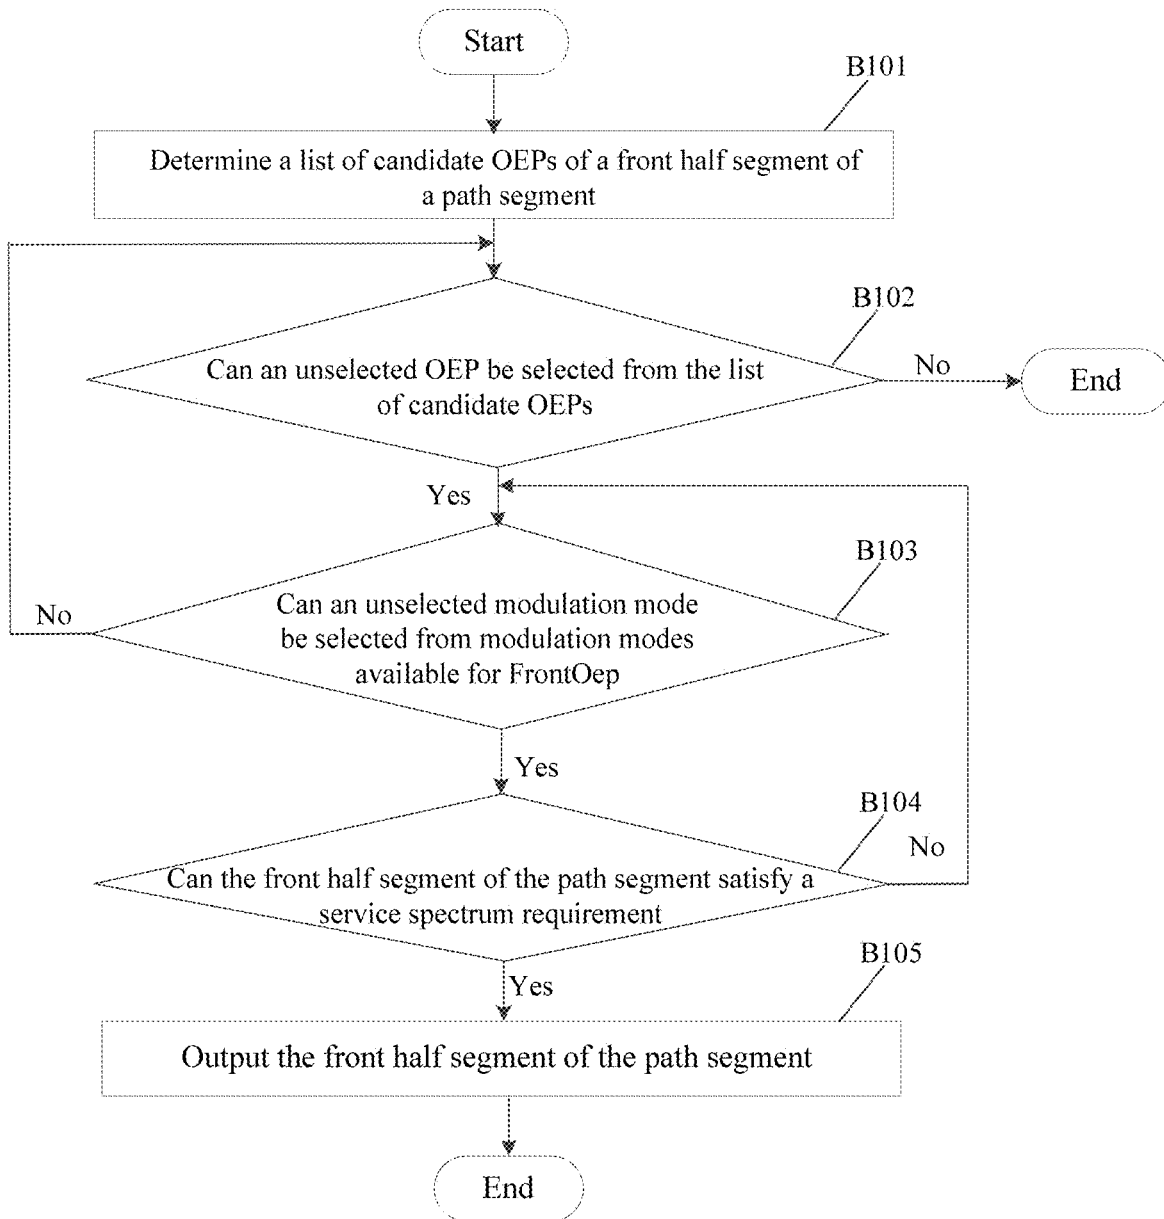 Start
B101
Determine a list of candidate OEPs of a front half segment of
a path segment
B102
Can an unselected OEP be selected from the list
of candidate OEPs
No
End
Yes
B103
Can an unselected modulation mode
be selected from modulation modes
available for FrontOep
No
Yes
B104
Can the front half segment of the path segment satisfy a
service spectrum requirement
No
Yes
B105
Output the front half segment of the path segment
End